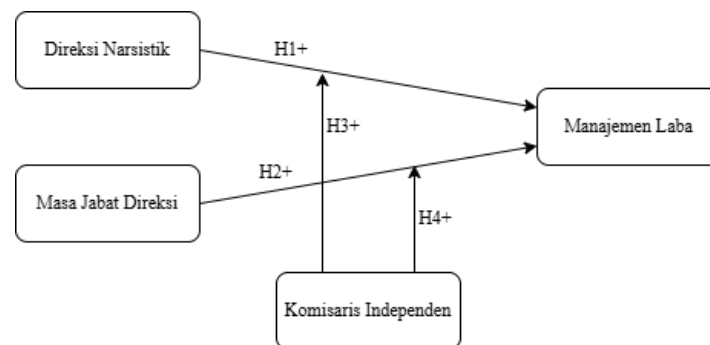 Direksi Narsistik
H1+
Manajemen Laba
H3+
Masa Jabat Direksi
H2+
H4+
Komisaris Independen